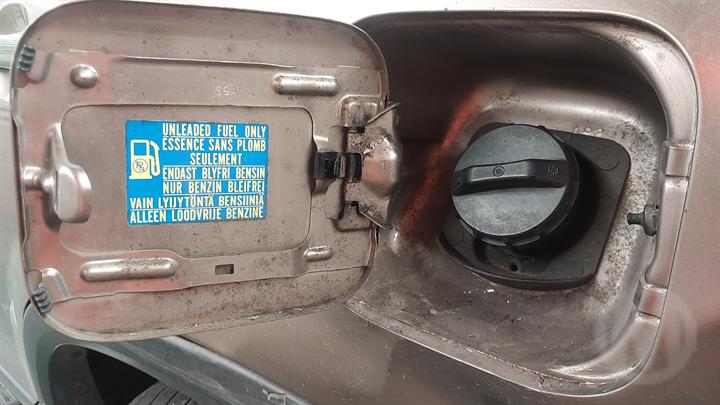 UNLEADED FUEL ONLY
ESSENCE SANS PLOMB
SEULEMENT
ENDAST BLYFRI BENSIN
NUR BENZIN BLEIFREI
VAIN LYIJYTÖNTÄ BENSIINIÄ
ALLEEN LOODVRIJE BENZINE